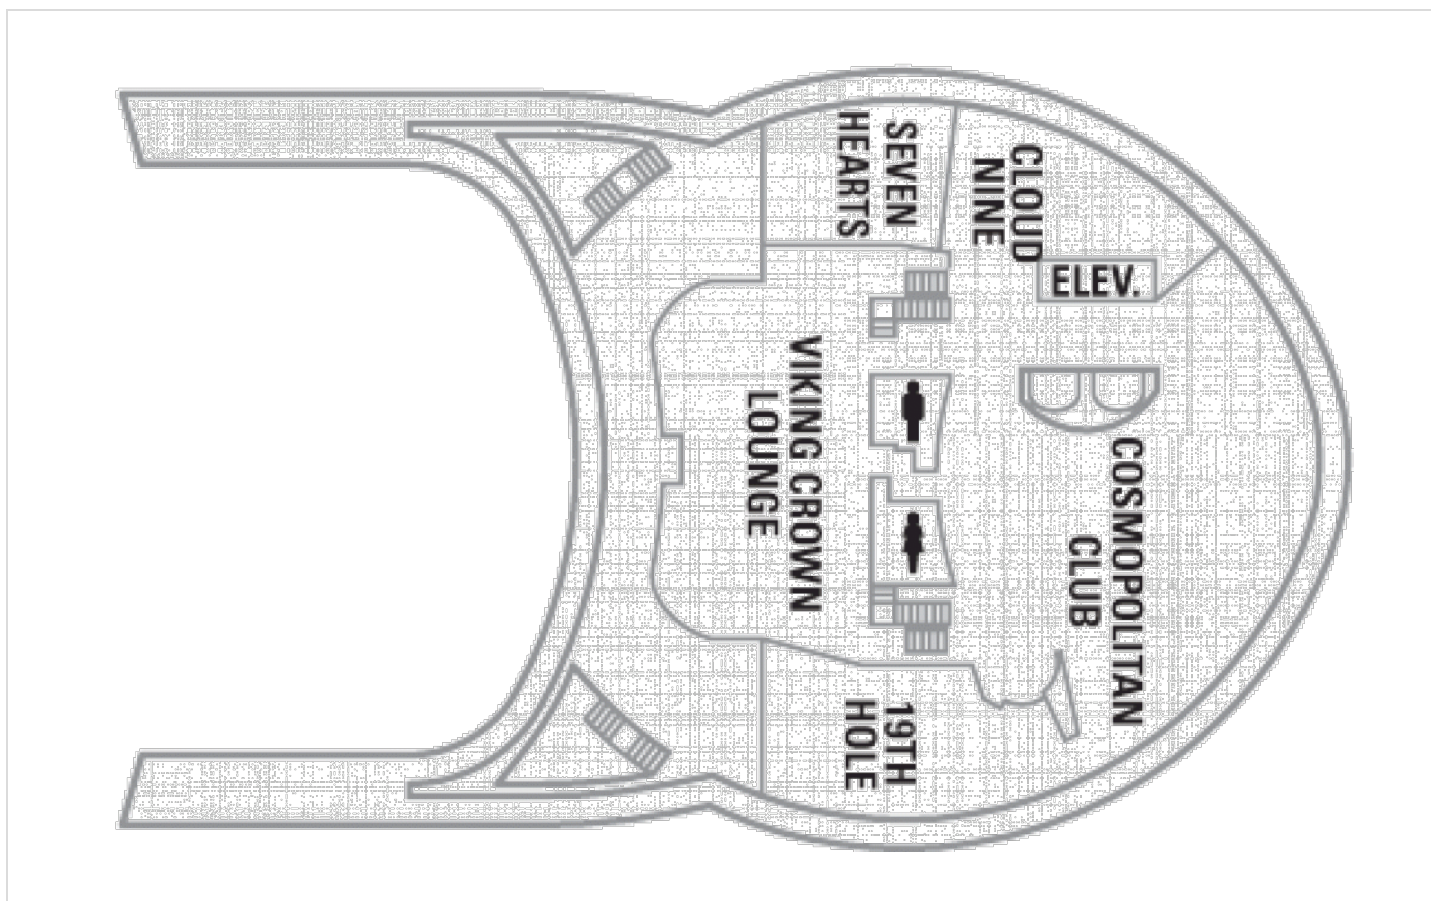 SEVEN
HEARTS
CLOUD
NINE
ELEV.
VIKING CROWN
LOUNGE
COSMOPOLITAN
CLUB
19TH
HOLE